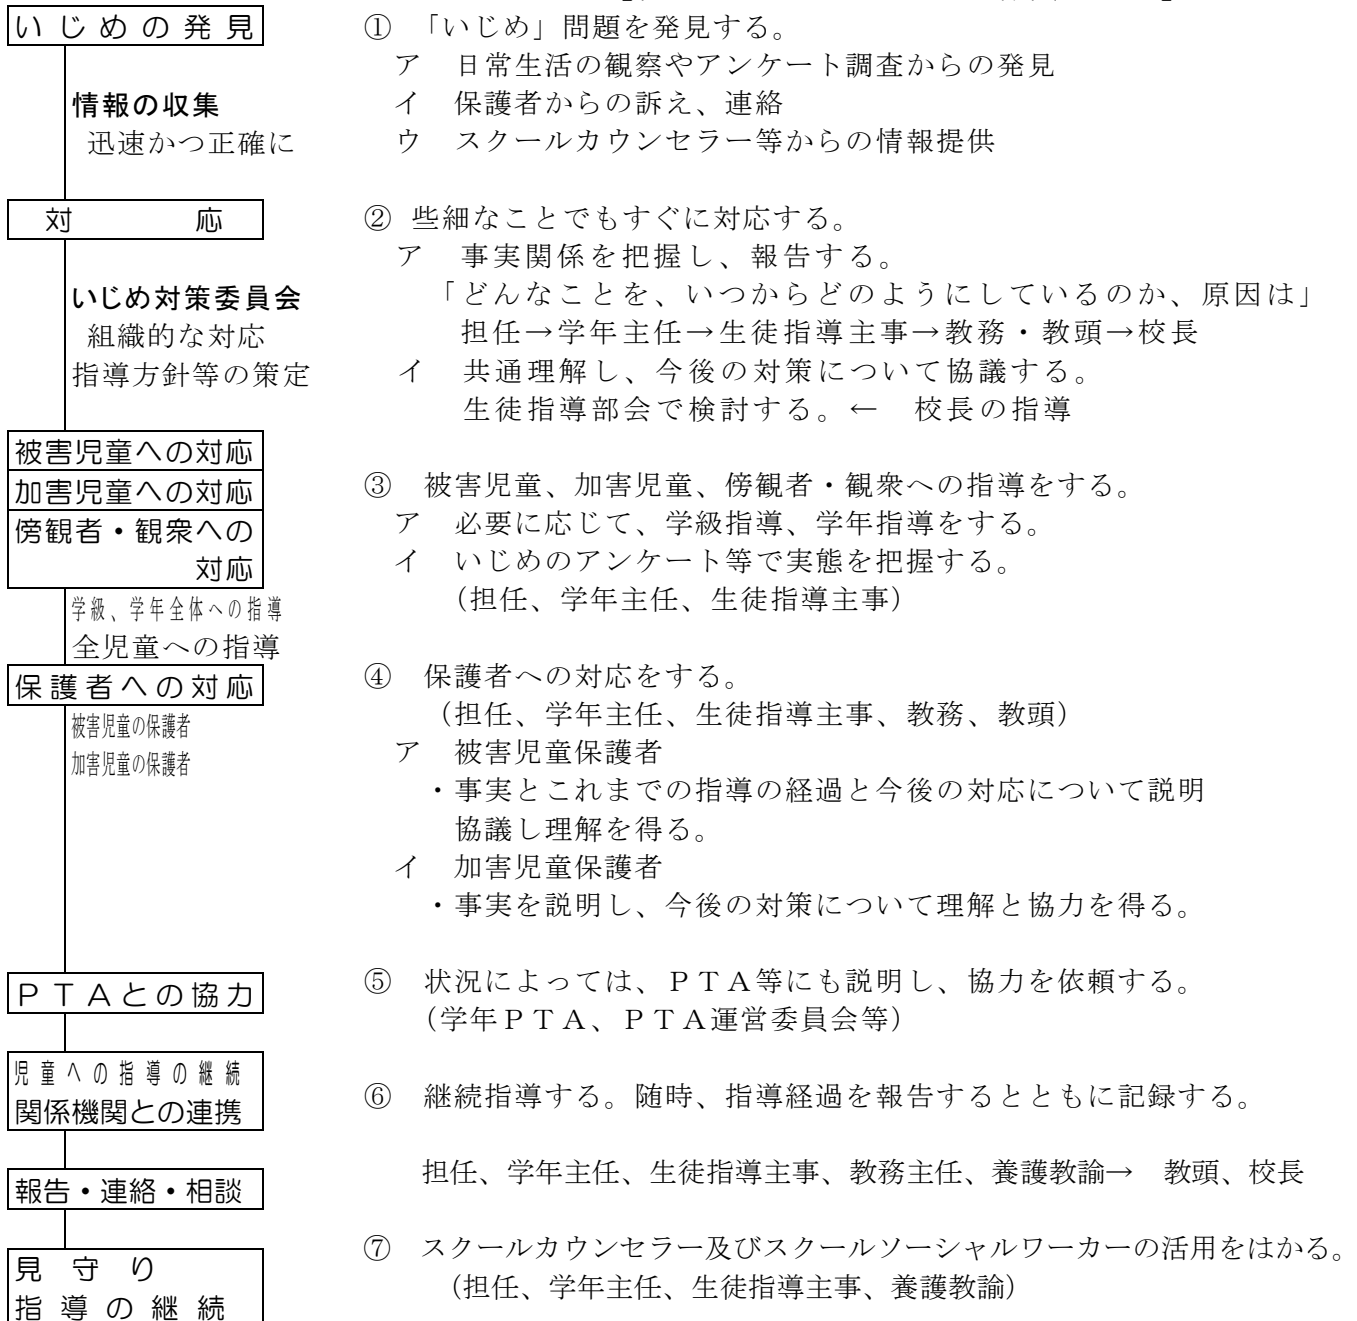 いじめの発見
情報の収集
迅速かつ正確に
対応
いじめ対策委員会
組織的な対応
指導方針等の策定
被害児童への対応
加害児童への対応
傍観者・観衆への
対応
学級、学年全体への指導
全児童への指導
保護者への対応
被害児童の保護者
加害児童の保護者
ＰＴＡとの協力
児童への指導の継続
関係機関との連携
報告・連絡・相談
見守り
指導の継続
① 「いじめ」問題を発見する。
ア　日常生活の観察やアンケート調査からの発見
イ　保護者からの訴え、連絡
ウ　スクールカウンセラー等からの情報提供
② 些細なことでもすぐに対応する。
ア　事実関係を把握し、報告する。
「どんなことを、いつからどのようにしているのか、原因は」
担任→学年主任→生徒指導主事→教務・教頭→校長
イ　共通理解し、今後の対策について協議する。
生徒指導部会で検討する。←　校長の指導
③　被害児童、加害児童、傍観者・観衆への指導をする。
ア　必要に応じて、学級指導、学年指導をする。
イ　いじめのアンケート等で実態を把握する。
（担任、学年主任、生徒指導主事）
④　保護者への対応をする。
（担任、学年主任、生徒指導主事、教務、教頭）
ア　被害児童保護者
・事実とこれまでの指導の経過と今後の対応について説明
協議し理解を得る。
イ　加害児童保護者
・事実を説明し、今後の対策について理解と協力を得る。
⑤　状況によっては、ＰＴＡ等にも説明し、協力を依頼する。
（学年ＰＴＡ、ＰＴＡ運営委員会等）
⑥　継続指導する。随時、指導経過を報告するとともに記録する。
担任、学年主任、生徒指導主事、教務主任、養護教諭→　教頭、校長
⑦　スクールカウンセラー及びスクールソーシャルワーカーの活用をはかる。
（担任、学年主任、生徒指導主事、養護教諭）